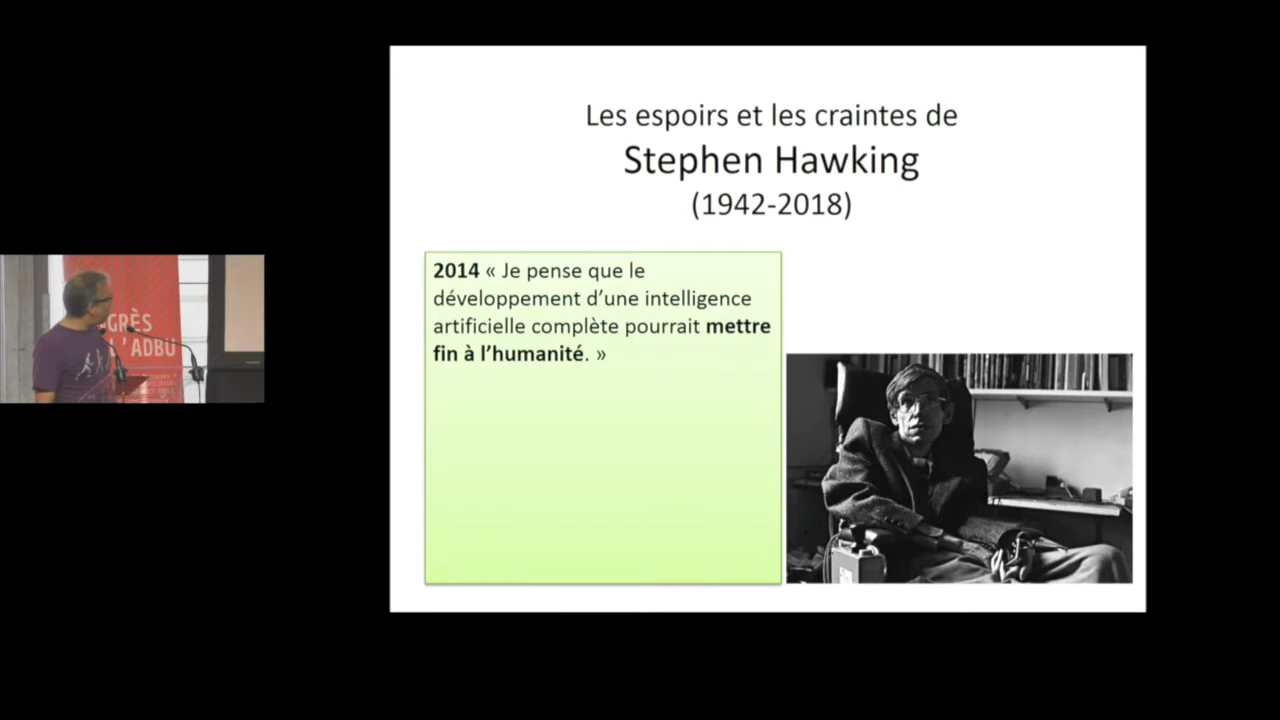 Les espoirs et les craintes de
Stephen Hawking
(1942-2018)
2014 « Je pense que le
développement d’une intelligence
artificielle complète pourrait mettre
fin à l’humanité. »
GRÈS
L'ADBU